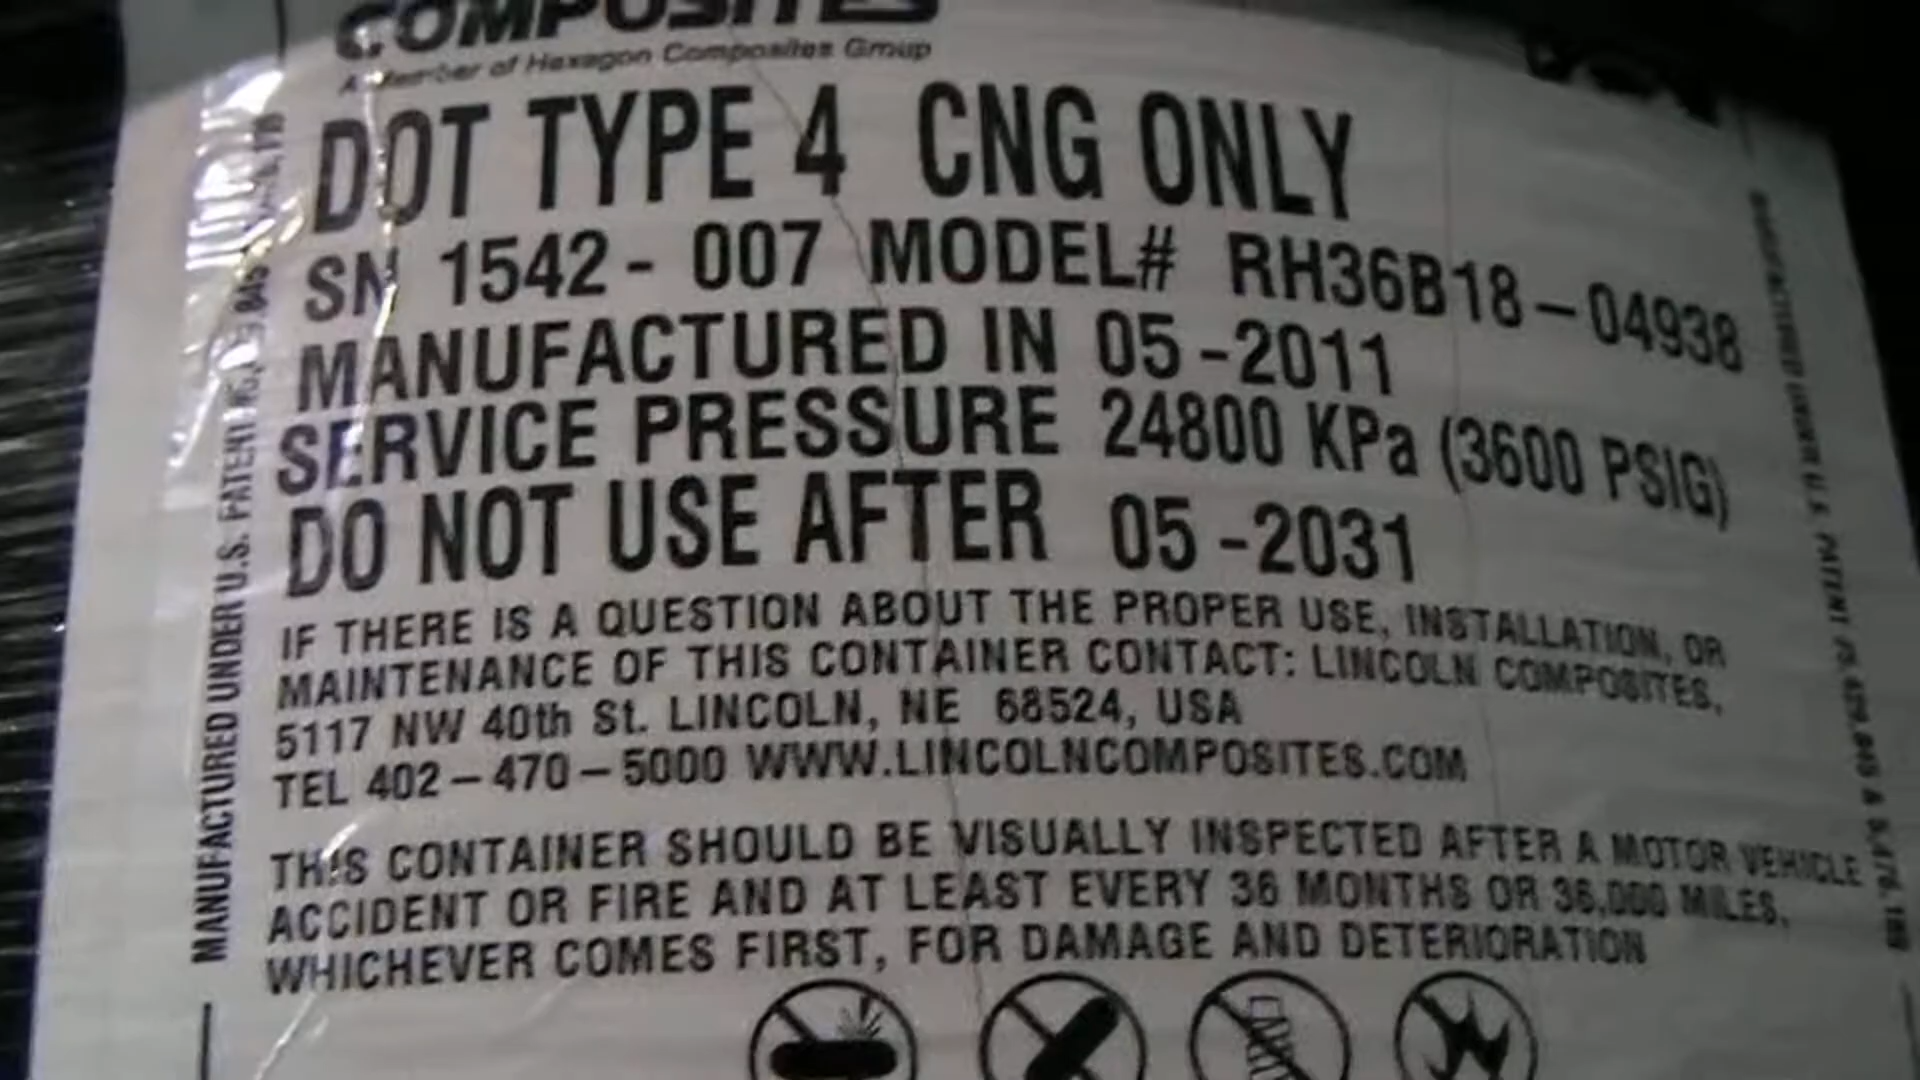 COMPOSITES
A Member of Hexagon Composites Group
DOT TYPE 4 CNG ONLY
SN 1542- 007 MODEL# RH36B18-04938
MANUFACTURED IN 05-2011
SERVICE PRESSURE 24800 KPa (3600 PSIG)
DO NOT USE AFTER 05-2031
IF THERE IS A QUESTION ABOUT THE PROPER USE, INSTALLATION, OR
MAINTENANCE OF THIS CONTAINER CONTACT: LINCOLN COMPOSITES,
5117 NW 40th St. LINCOLN, NE 68524, USA
TEL 402-470-5000 WWW.LINCOLNCOMPOSITES.COM
THIS CONTAINER SHOULD BE VISUALLY INSPECTED AFTER A MOTOR VEHICLE
ACCIDENT OR FIRE AND AT LEAST EVERY 36 MONTHS OR 36,000 MILES,
WHICHEVER COMES FIRST, FOR DAMAGE AND DETERIORATION
MANUFACTURED UNDER U.S. PATENT
MANUFACTURED UNDER U.S. PATENT